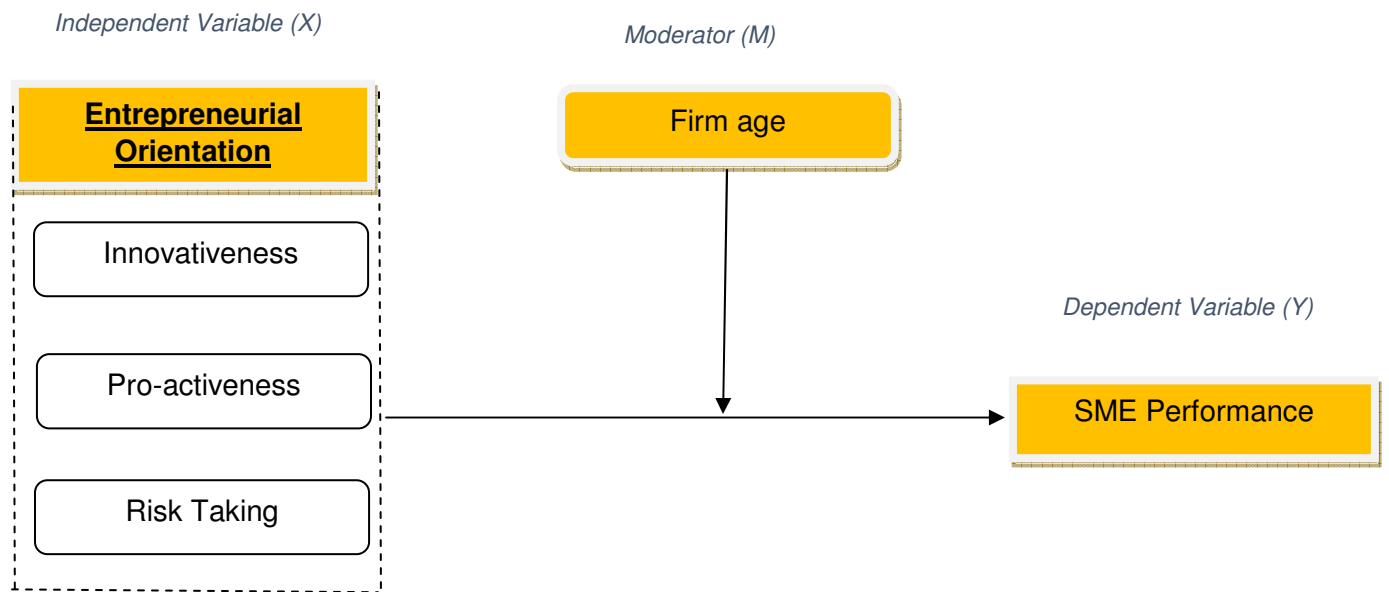 Independent Variable (X)
Moderator (M)
Entrepreneurial
Orientation
Firm age
Innovativeness
Dependent Variable (Y)
Pro-activeness
SME Performance
Risk Taking